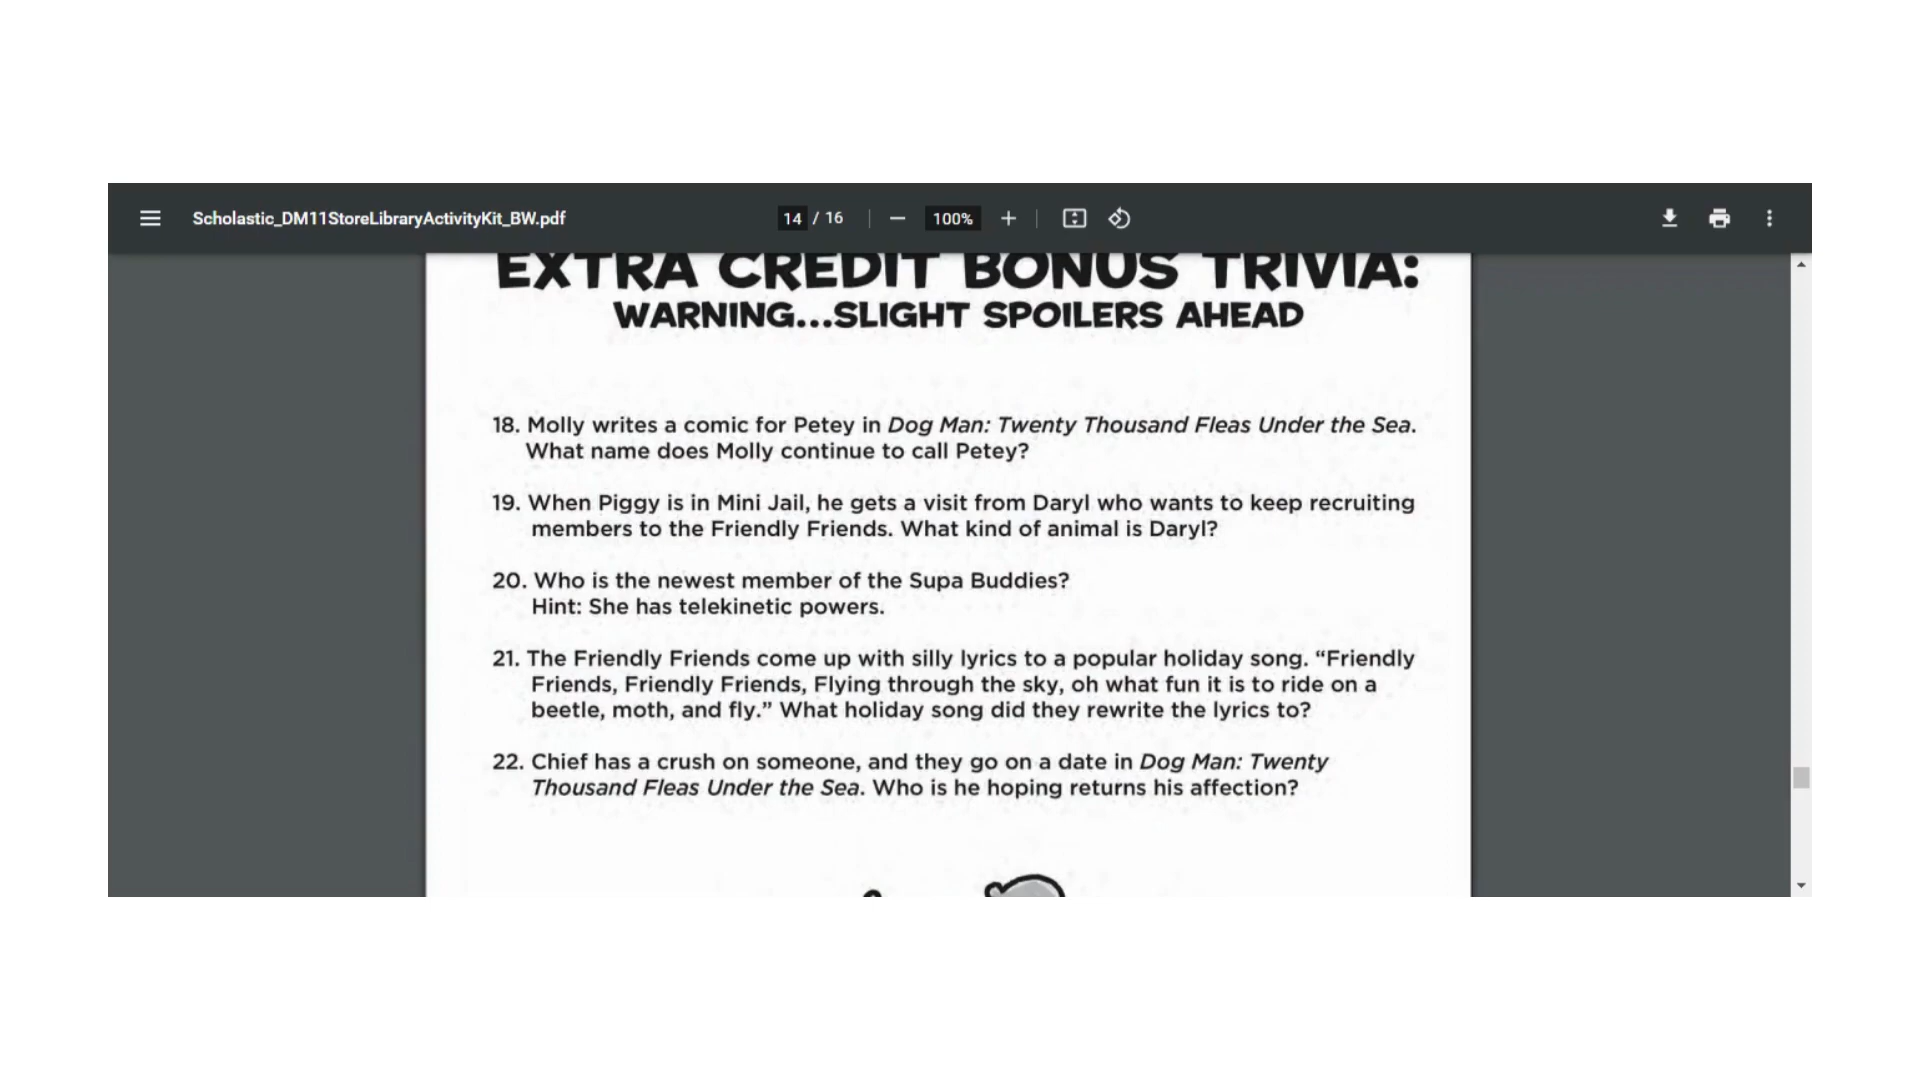 Scholastic_DM11StoreLibraryActivityKit_BW.pdf 14 / 16 100%
EXTRA CREDIT BONUS TRIVIA:
WARNING...SLIGHT SPOILERS AHEAD
18. Molly writes a comic for Petey in Dog Man: Twenty Thousand Fleas Under the Sea.
What name does Molly continue to call Petey?
19. When Piggy is in Mini Jail, he gets a visit from Daryl who wants to keep recruiting
members to the Friendly Friends. What kind of animal is Daryl?
20. Who is the newest member of the Supa Buddies?
Hint: She has telekinetic powers.
21. The Friendly Friends come up with silly lyrics to a popular holiday song. “Friendly
Friends, Friendly Friends, Flying through the sky, oh what fun it is to ride on a
beetle, moth, and fly.” What holiday song did they rewrite the lyrics to?
22. Chief has a crush on someone, and they go on a date in Dog Man: Twenty
Thousand Fleas Under the Sea. Who is he hoping returns his affection?